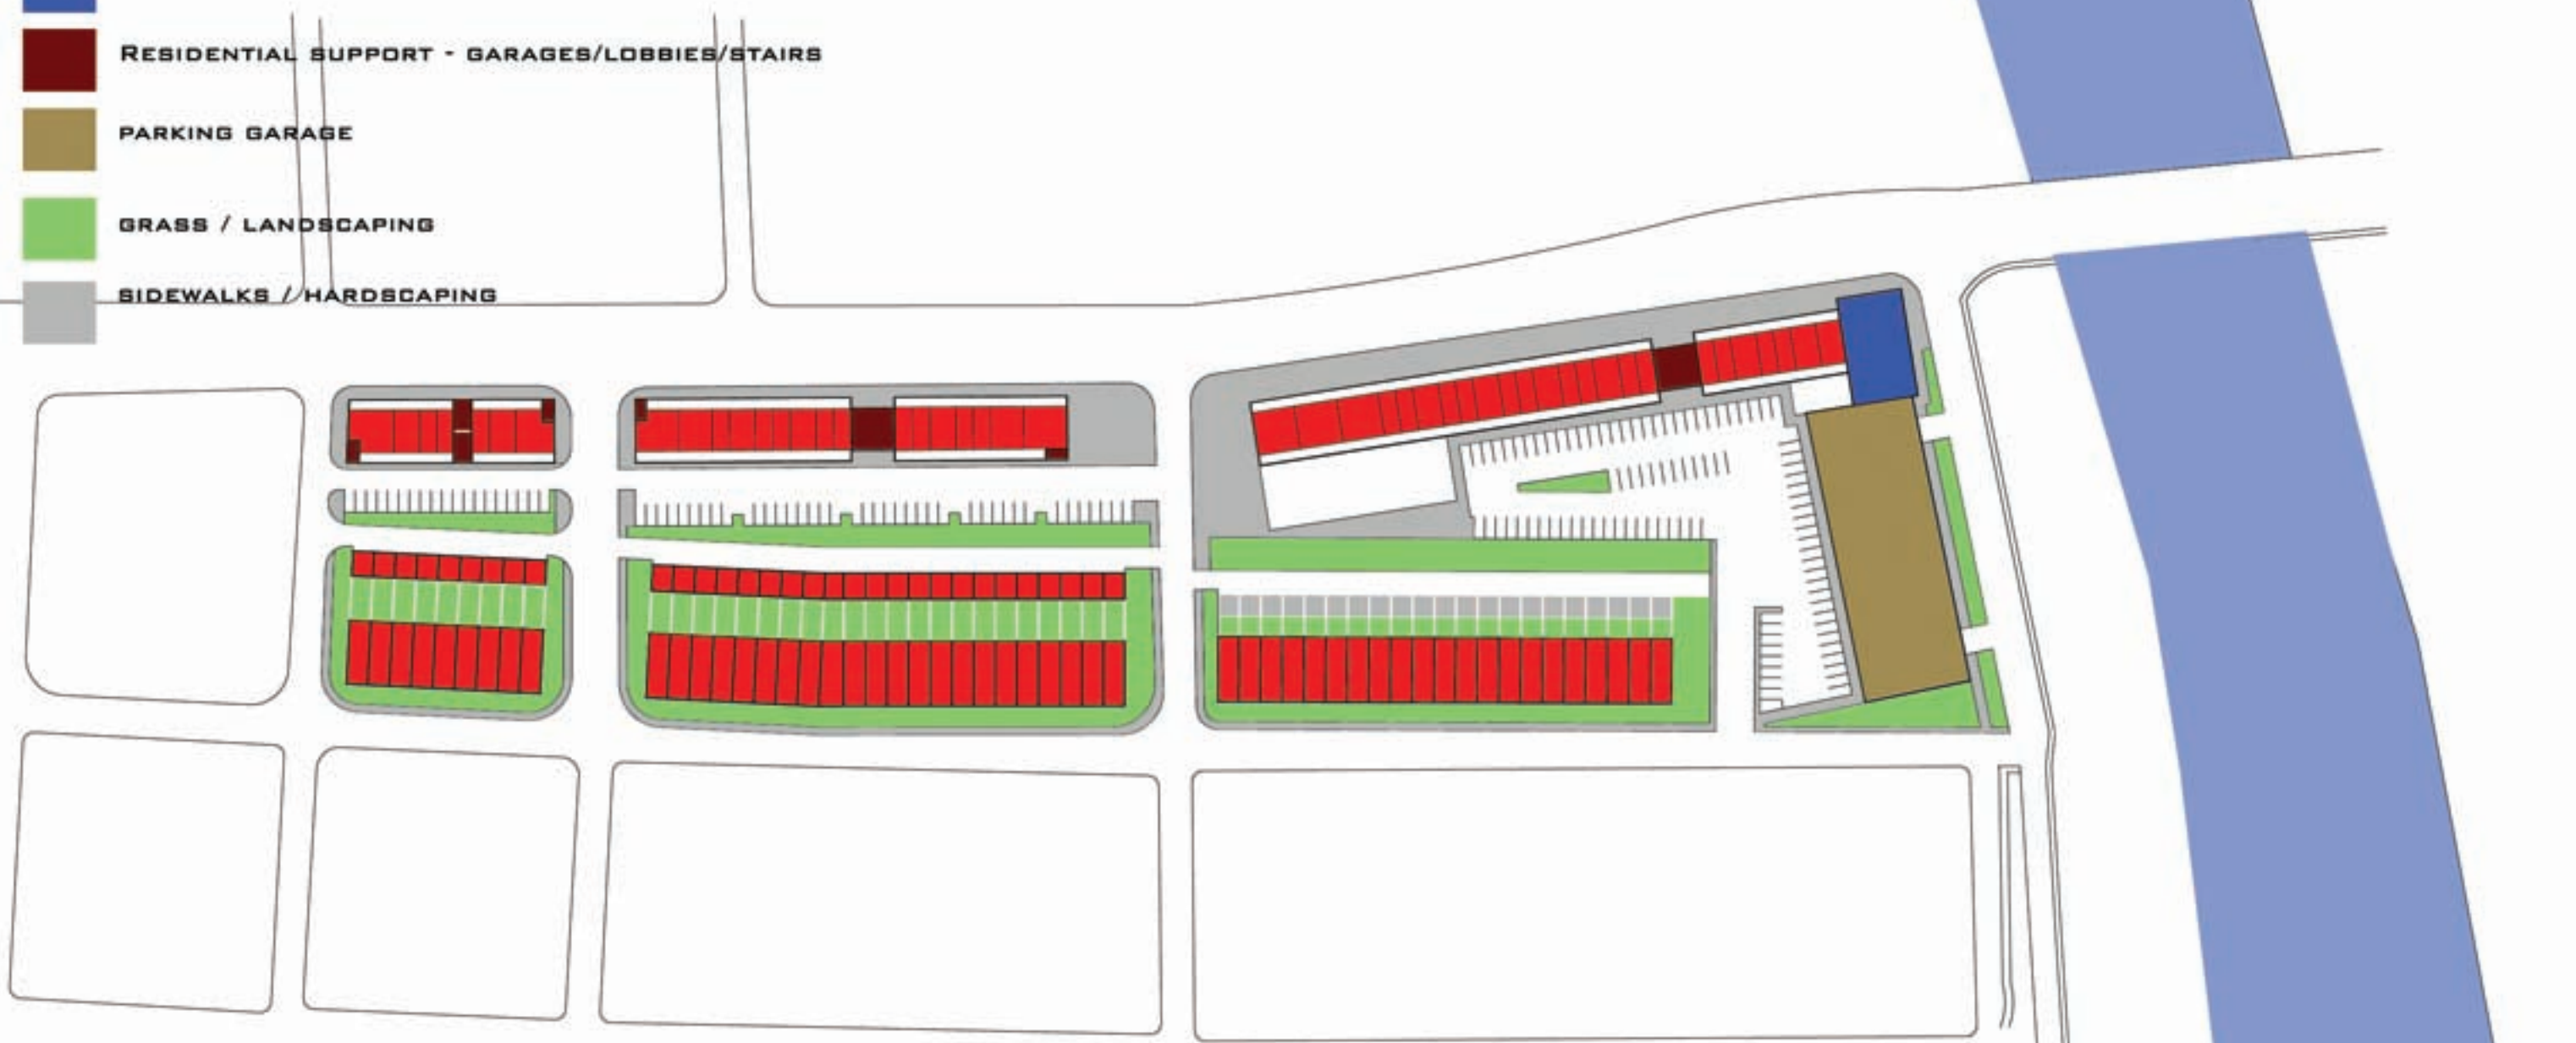 RESIDENTIAL SUPPORT - GARAGES/LOBBIES/STAIRS
PARKING GARAGE
GRASS / LANDSCAPING
SIDEWALKS / HARDSCAPING